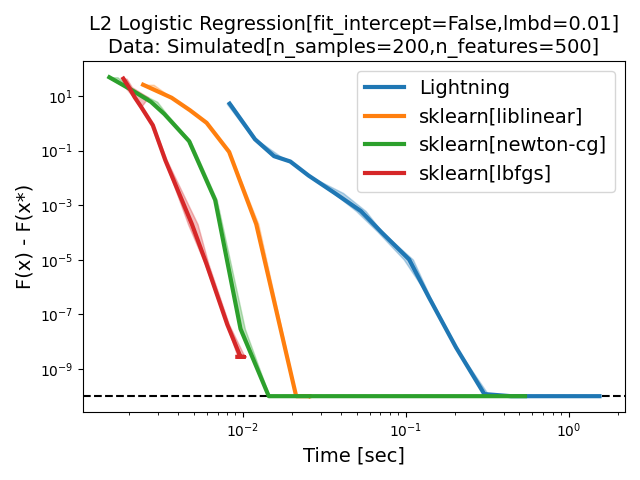 L2 Logistic Regression[fit_intercept=False,lmbd=0.01]
Data: Simulated[n_samples=200,n_features=500]
Lightning
sklearn[liblinear]
sklearn[newton-cg]
sklearn[lbfgs]
F(x) - F(x*)
10¹
10⁻¹
10⁻³
10⁻⁵
10⁻⁷
10⁻⁹
10⁻²
10⁻¹
10⁰
Time [sec]